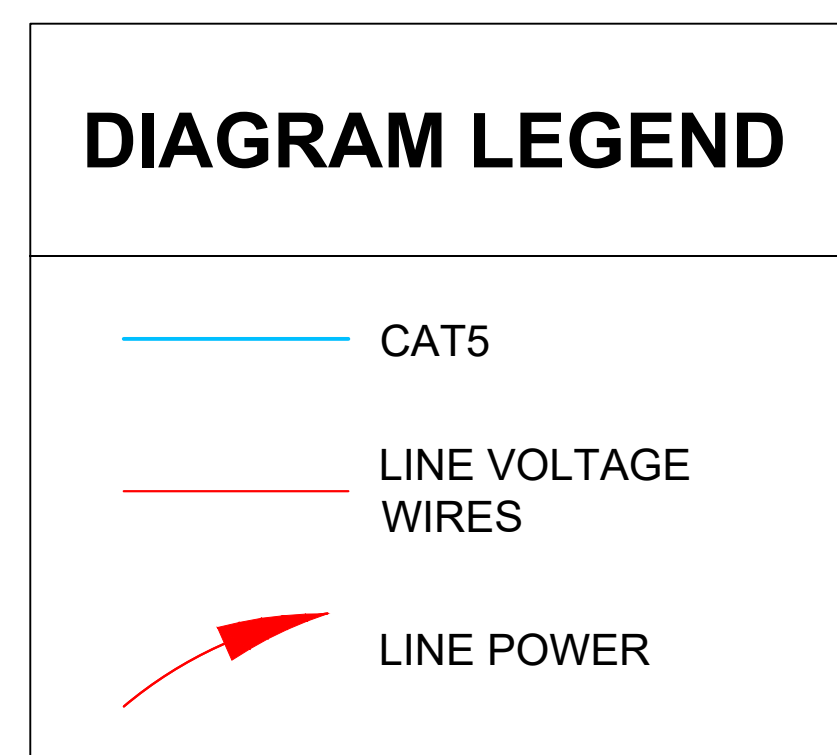 DIAGRAM LEGEND
CAT5
LINE VOLTAGE
WIRES
LINE POWER